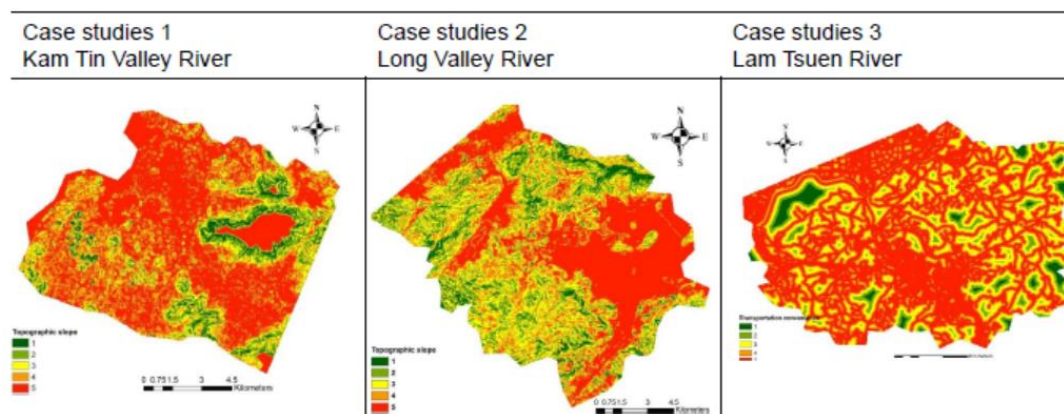 Case studies 1
Kam Tin Valley River
Case studies 2
Long Valley River
Case studies 3
Lam Tsuen River
N
W E
S
Topographic slope
1
2
3
4
5
0 0.75 1.5 3 4.5
Kilometers
N
W E
S
Topographic slope
1
2
3
4
5
0 0.75 1.5 3 4.5
Kilometers
N
W E
S
Transportation
1
2
3
4